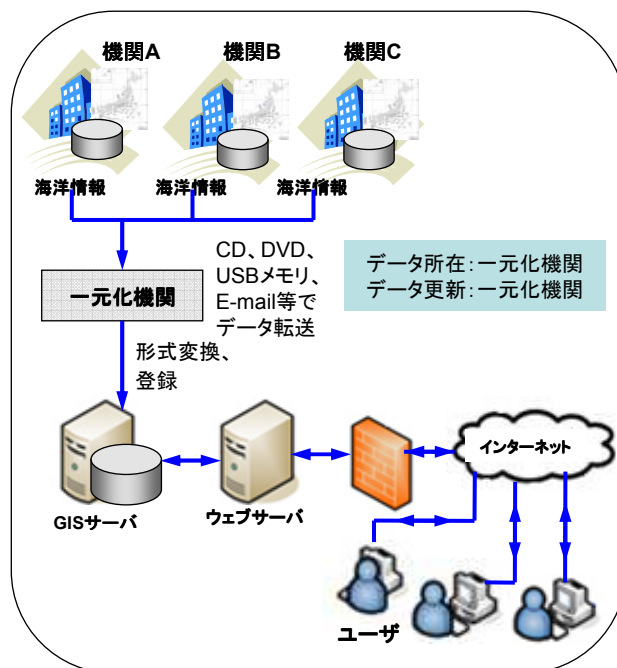 機関A
機関B
機関C
海洋情報
海洋情報
海洋情報
CD、DVD、
USBメモリ、
E-mail等で
データ転送
一元化機関
データ所在:一元化機関
データ更新:一元化機関
形式変換、
登録
インターネット
GISサーバ
ウェブサーバ
ユーザ